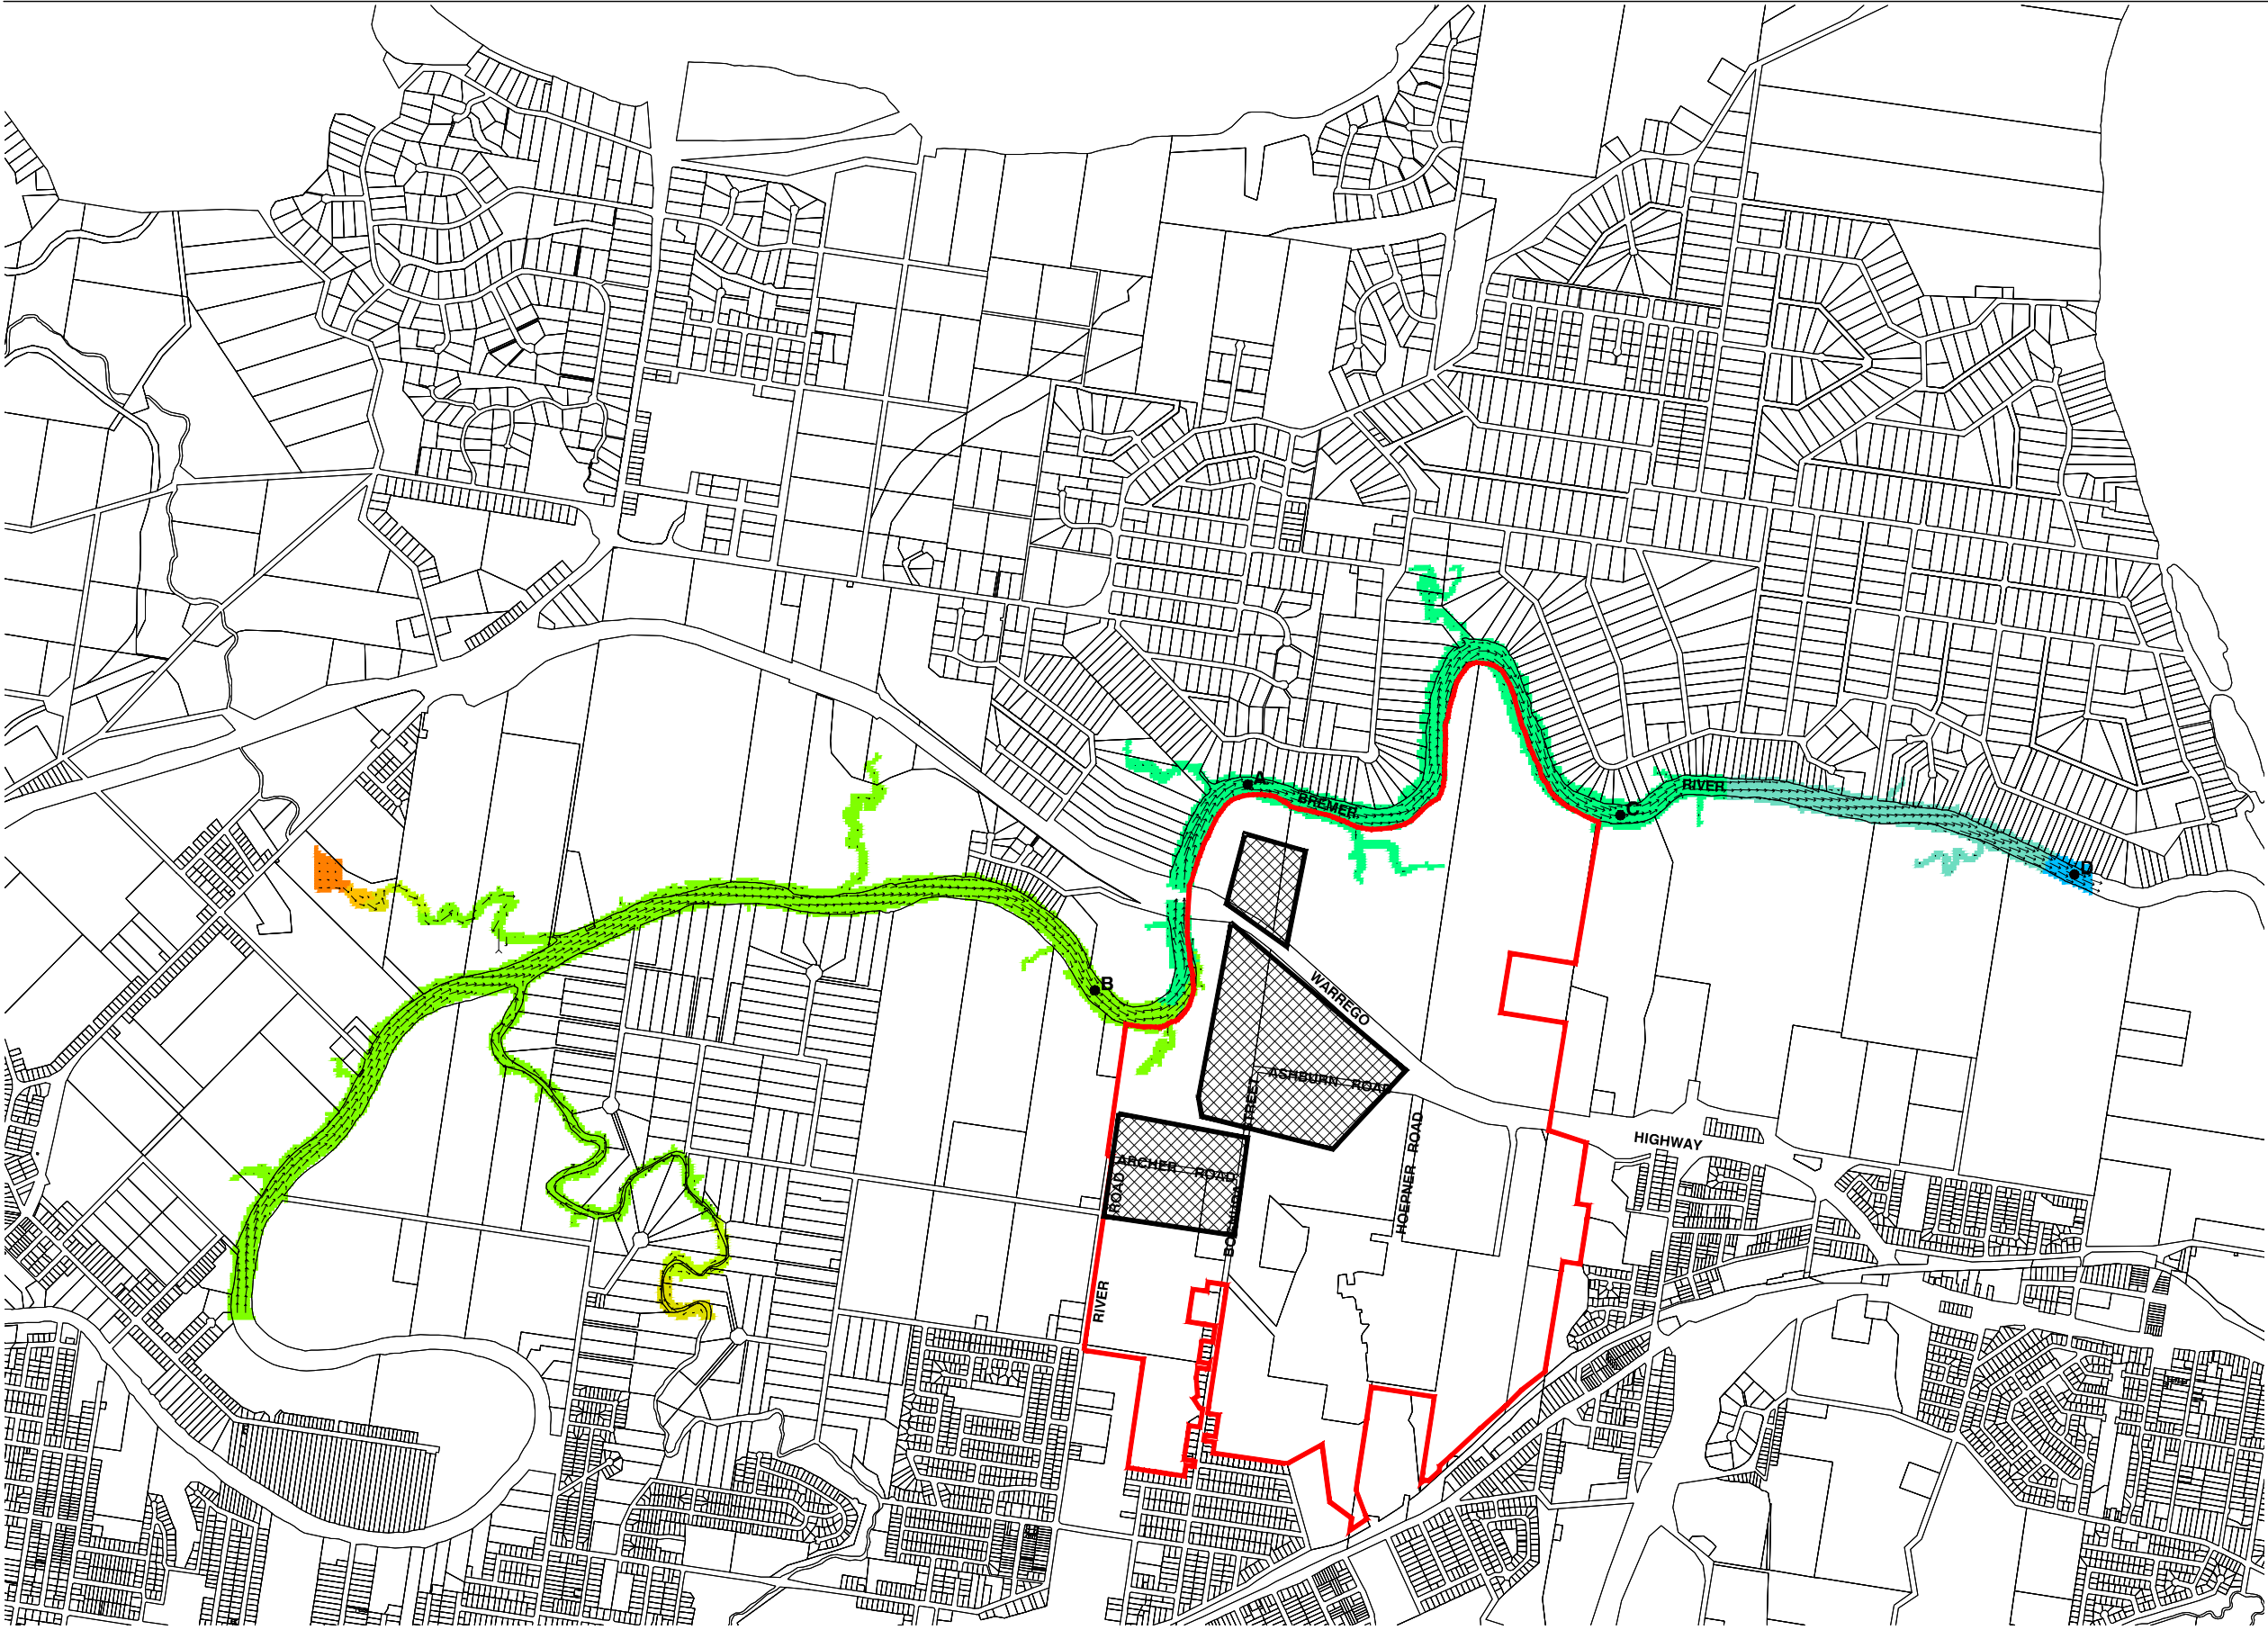 A
BREMER
RIVER
C
D
B
WARREGO
ASHBURN ROAD
STREET
HIGHWAY
HOEPNER ROAD
ARCHER ROAD
ROAD
RIVER